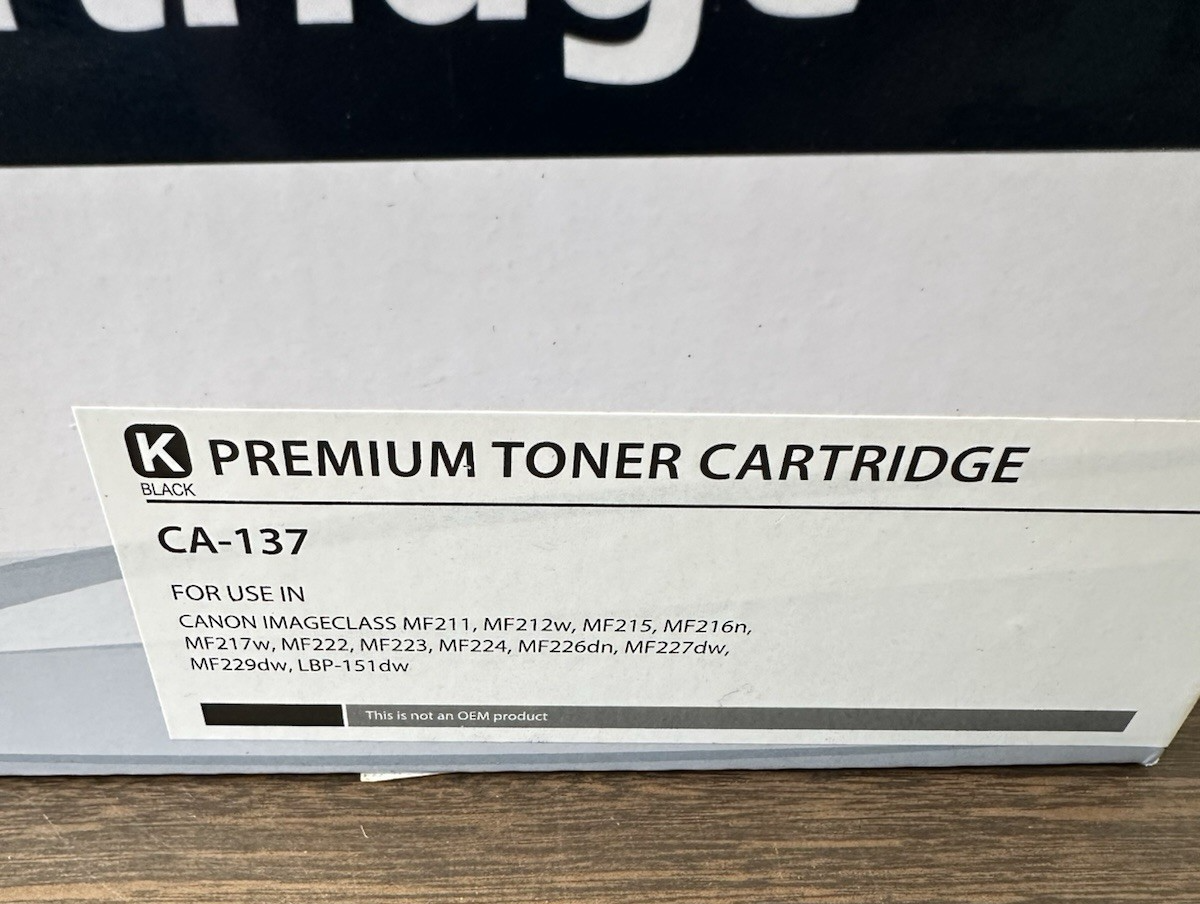 K
BLACK
PREMIUM TONER CARTRIDGE
CA-137
FOR USE IN
CANON IMAGECLASS MF211, MF212w, MF215, MF216n,
MF217w, MF222, MF223, MF224, MF226dn, MF227dw,
MF229dw, LBP-151dw
This is not an OEM product